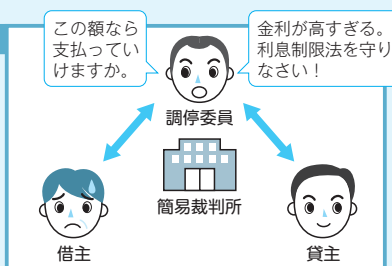 この額なら
支払ってい
けますか。
金利が高すぎる。
利息制限法を守り
なさい！
調停委員
簡易裁判所
借主
貸主